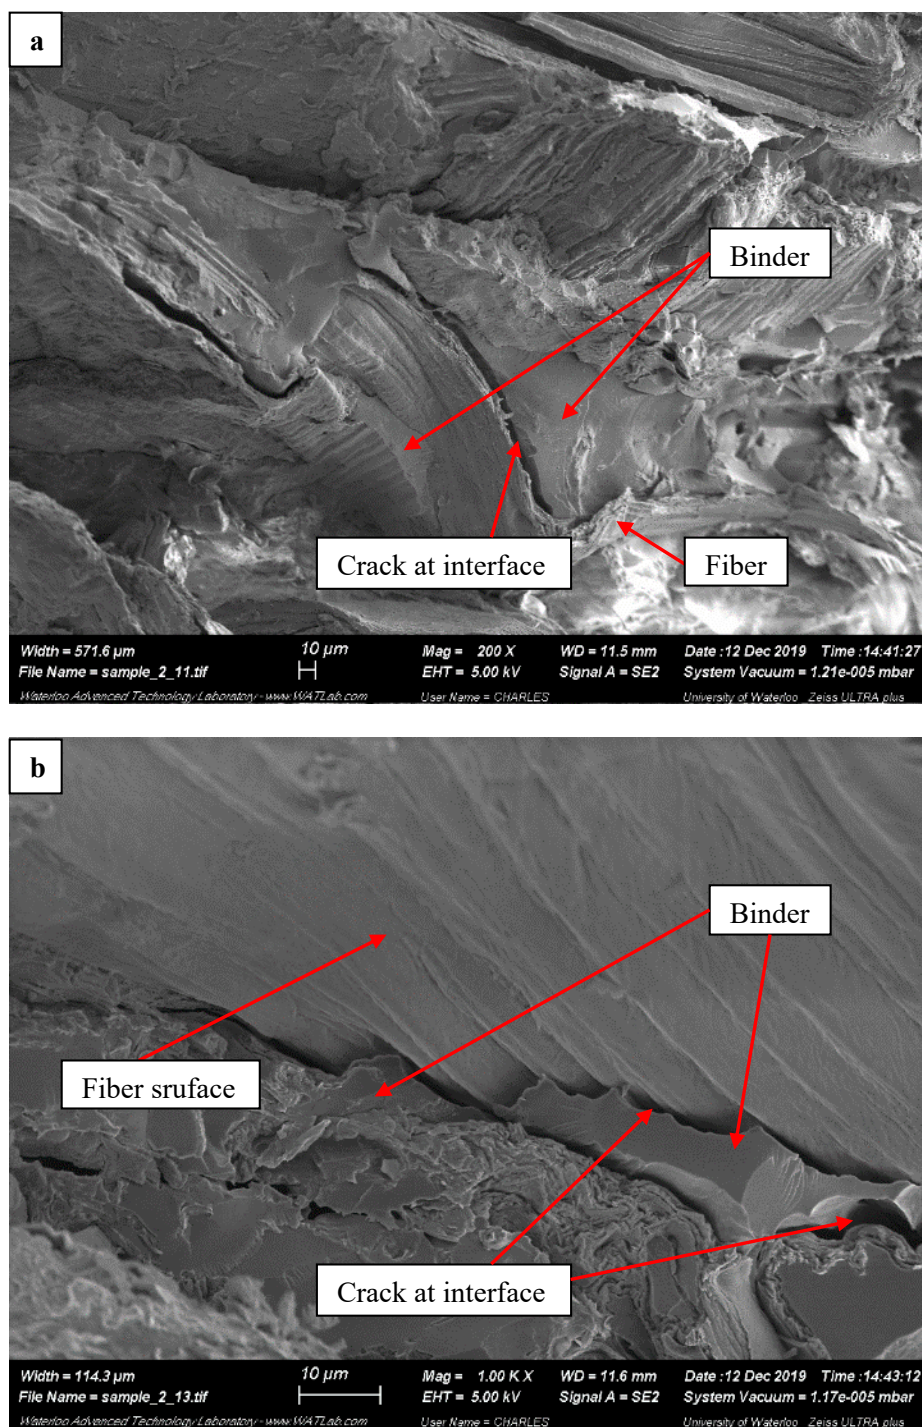 a
Binder
Crack at interface
Fiber
Width = 571.6 µm
10 µm
Mag = 200 X
WD = 11.5 mm
Date :12 Dec 2019 Time :14:41:27
File Name = sample_2_11.tif
EHT = 5.00 kV
Signal A = SE2
System Vacuum = 1.21e-005 mbar
Waterloo Advanced Technology Laboratory - www.WATLab.com
User Name = CHARLES
University of Waterloo Zeiss ULTRA plus
b
Binder
Fiber sruface
Crack at interface
Width = 114.3 µm
10 µm
Mag = 1.00 K X
WD = 11.6 mm
Date :12 Dec 2019 Time :14:43:12
File Name = sample_2_13.tif
EHT = 5.00 kV
Signal A = SE2
System Vacuum = 1.17e-005 mbar
Waterloo Advanced Technology Laboratory - www.WATLab.com
User Name = CHARLES
University of Waterloo Zeiss ULTRA plus